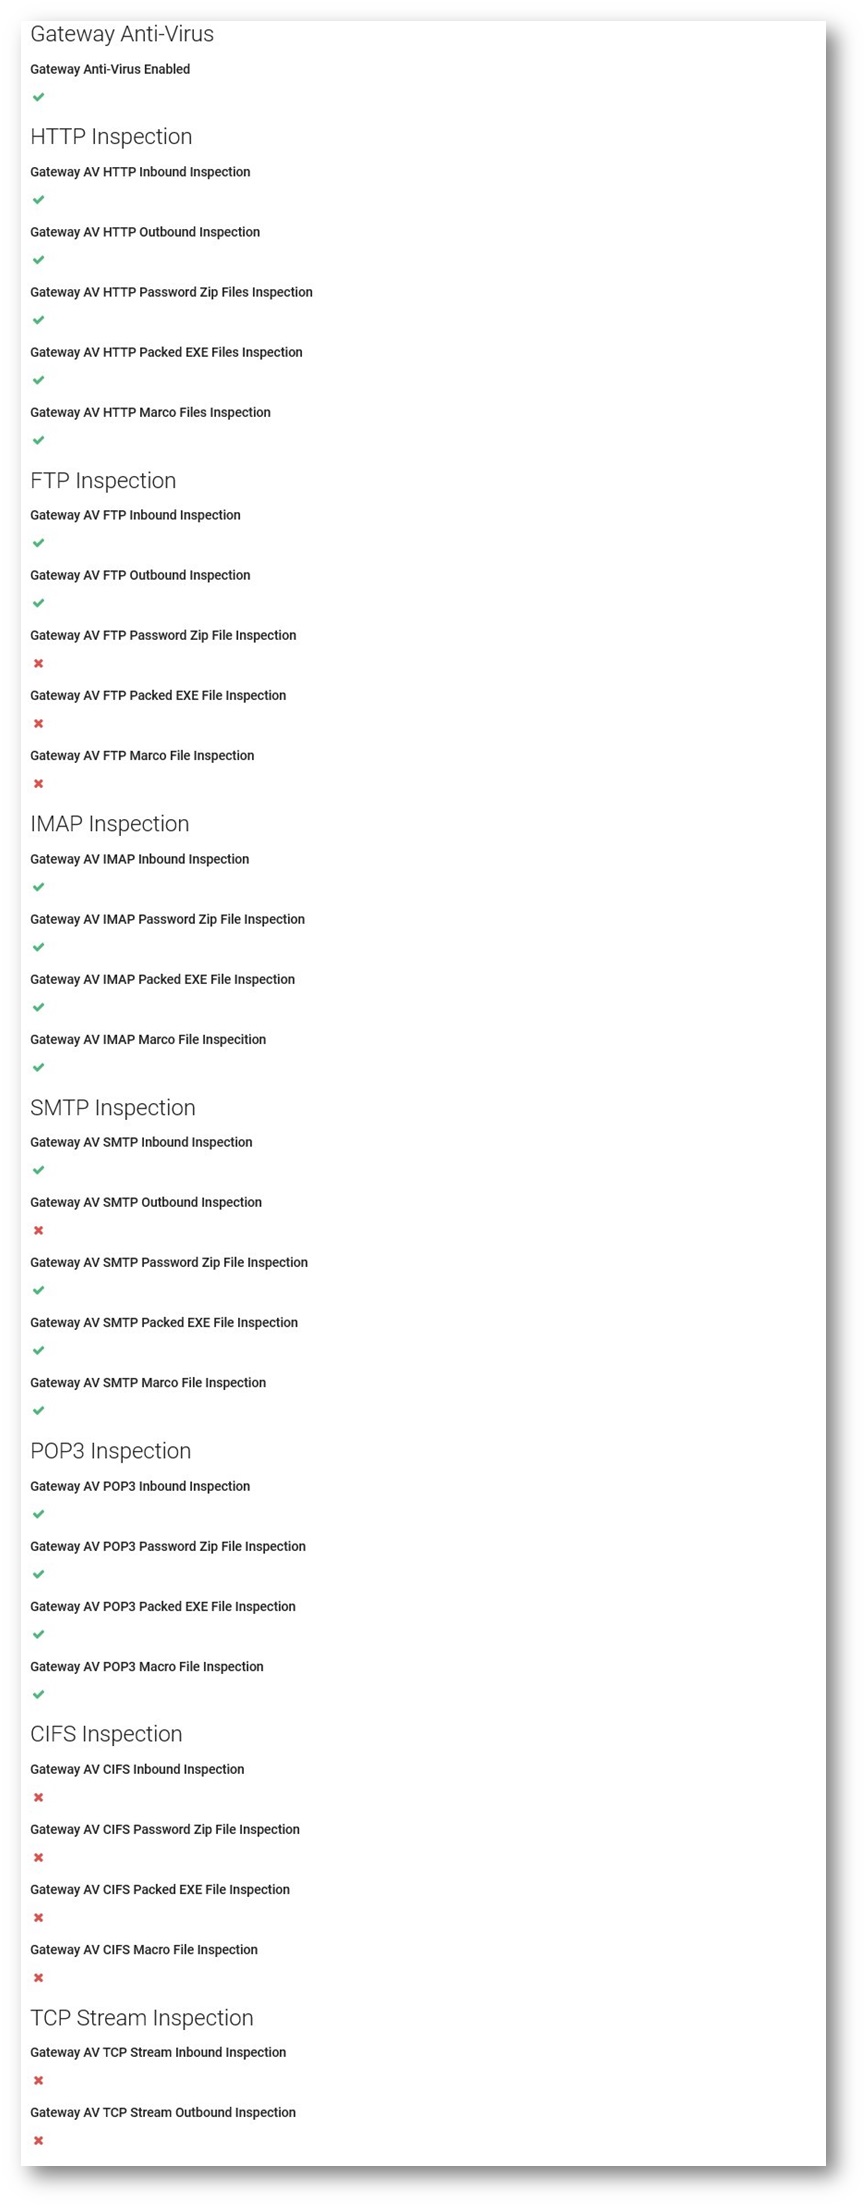 Gateway Anti-Virus
Gateway Anti-Virus Enabled
HTTP Inspection
Gateway AV HTTP Inbound Inspection
Gateway AV HTTP Outbound Inspection
Gateway AV HTTP Password Zip Files Inspection
Gateway AV HTTP Packed EXE Files Inspection
Gateway AV HTTP Marco Files Inspection
FTP Inspection
Gateway AV FTP Inbound Inspection
Gateway AV FTP Outbound Inspection
Gateway AV FTP Password Zip File Inspection
Gateway AV FTP Packed EXE File Inspection
Gateway AV FTP Marco File Inspection
IMAP Inspection
Gateway AV IMAP Inbound Inspection
Gateway AV IMAP Password Zip File Inspection
Gateway AV IMAP Packed EXE File Inspection
Gateway AV IMAP Marco File Inspecition
SMTP Inspection
Gateway AV SMTP Inbound Inspection
Gateway AV SMTP Outbound Inspection
Gateway AV SMTP Password Zip File Inspection
Gateway AV SMTP Packed EXE File Inspection
Gateway AV SMTP Marco File Inspection
POP3 Inspection
Gateway AV POP3 Inbound Inspection
Gateway AV POP3 Password Zip File Inspection
Gateway AV POP3 Packed EXE File Inspection
Gateway AV POP3 Macro File Inspection
CIFS Inspection
Gateway AV CIFS Inbound Inspection
Gateway AV CIFS Password Zip File Inspection
Gateway AV CIFS Packed EXE File Inspection
Gateway AV CIFS Macro File Inspection
TCP Stream Inspection
Gateway AV TCP Stream Inbound Inspection
Gateway AV TCP Stream Outbound Inspection